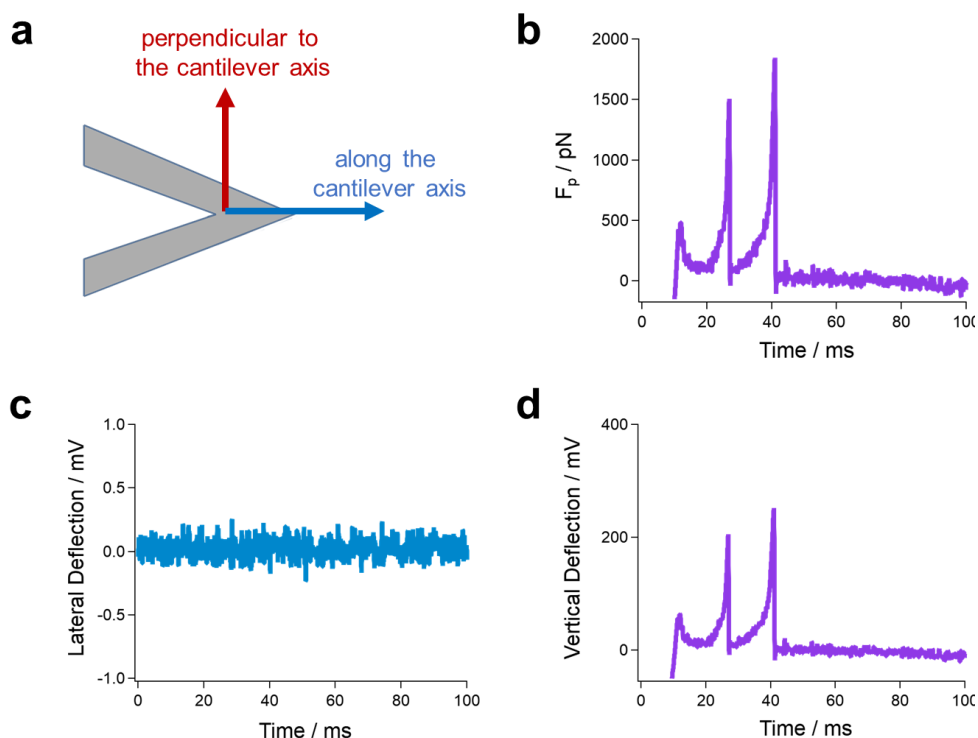 a
perpendicular to
the cantilever axis
along the
cantilever axis
b
2000
1500
1000
500
0
F_p / pN
0 20 40 60 80 100
Time / ms
c
1.0
0.5
0.0
-0.5
-1.0
Lateral Deflection / mV
0 20 40 60 80 100
Time / ms
d
400
200
0
Vertical Deflection / mV
0 20 40 60 80 100
Time / ms